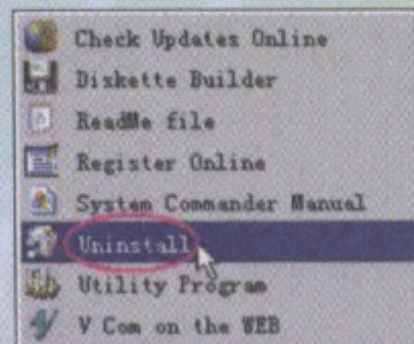 Check Updates Online
Diskette Builder
ReadMe file
Register Online
System Commander Manual
Uninstall
Utility Program
V Com on the WEB